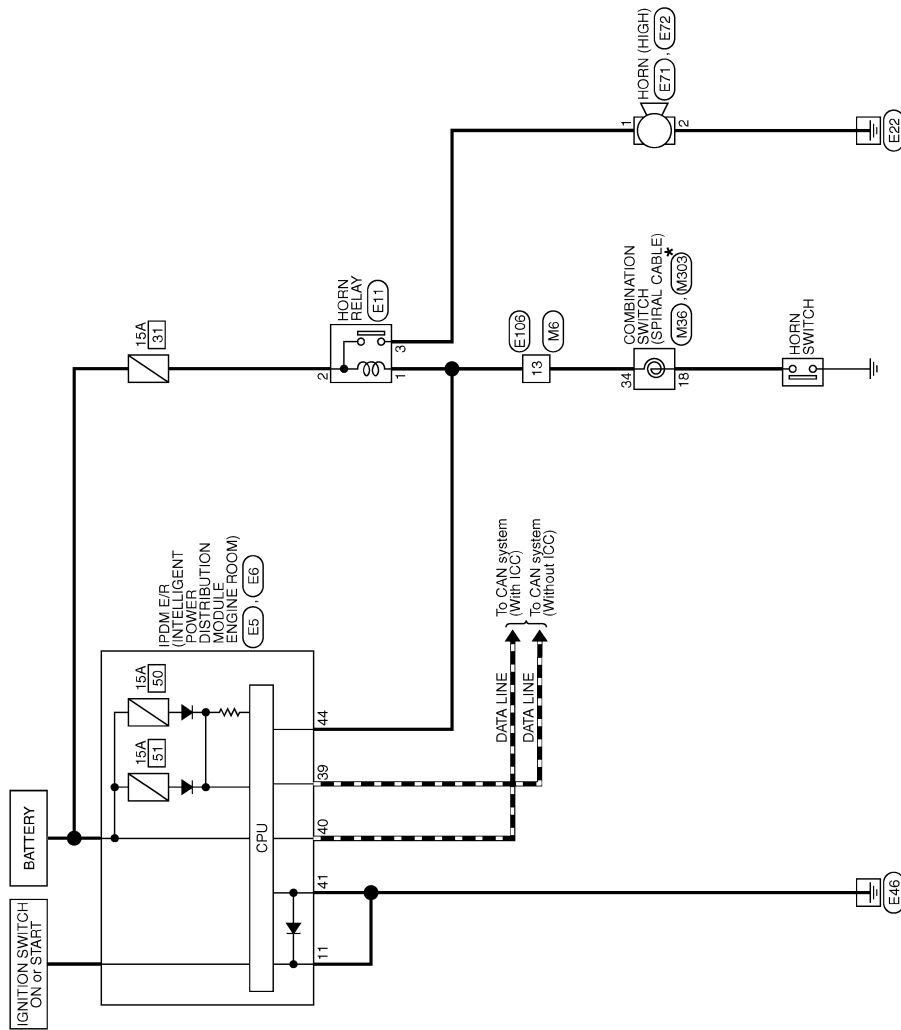 IGNITION SWITCH
ON or START
BATTERY
IPDM E/R
(INTELLIGENT
POWER
DISTRIBUTION
MODULE
ENGINE ROOM)
E5 , E6
15A
51
15A
50
CPU
11
41
40
39
44
15A
31
HORN
RELAY
E11
2
1
3
DATA LINE
DATA LINE
To CAN system
(With ICC)
To CAN system
(Without ICC)
13
E106
M6
COMBINATION
SWITCH
(SPIRAL CABLE)
*
M36 , M303
34
18
HORN
SWITCH
HORN (HIGH)
E71 , E72
1
2
E46
E22